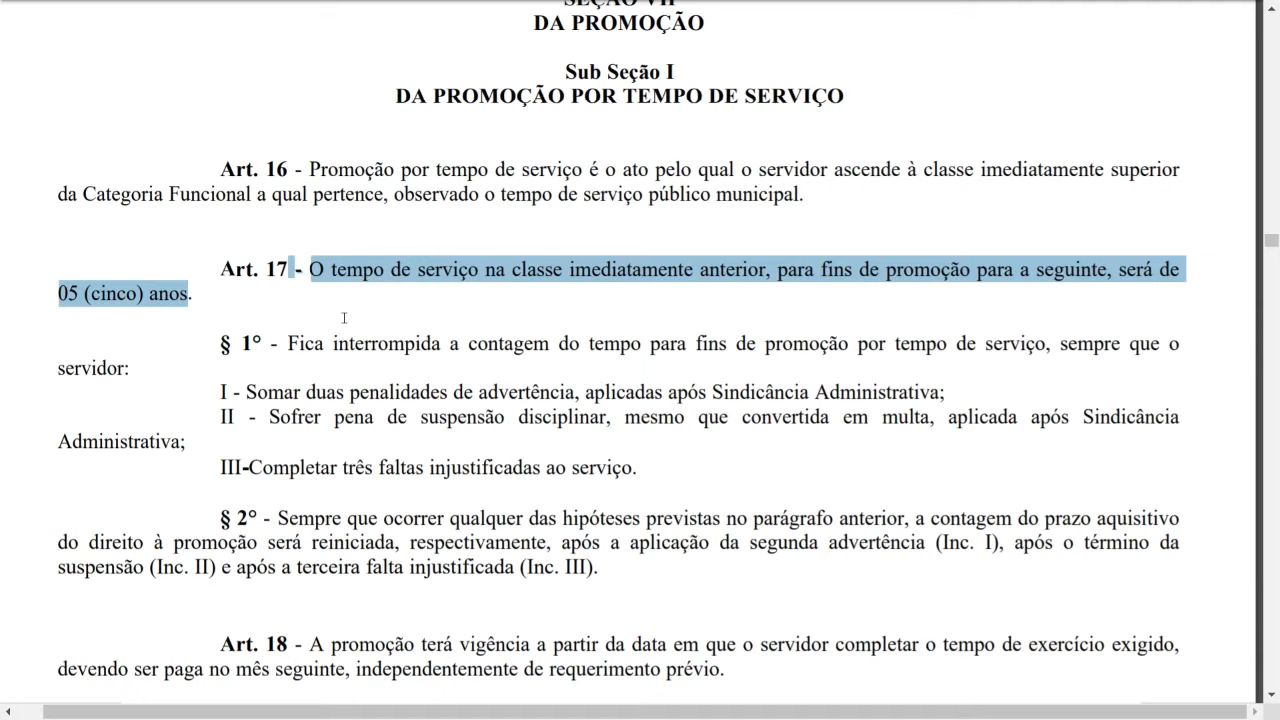 SEÇÃO VII
DA PROMOÇÃO
Sub Seção I
DA PROMOÇÃO POR TEMPO DE SERVIÇO
Art. 16 - Promoção por tempo de serviço é o ato pelo qual o servidor ascende à classe imediatamente superior
da Categoria Funcional a qual pertence, observado o tempo de serviço público municipal.
Art. 17 - O tempo de serviço na classe imediatamente anterior, para fins de promoção para a seguinte, será de
05 (cinco) anos.
§ 1° - Fica interrompida a contagem do tempo para fins de promoção por tempo de serviço, sempre que o
servidor:
I - Somar duas penalidades de advertência, aplicadas após Sindicância Administrativa;
II - Sofrer pena de suspensão disciplinar, mesmo que convertida em multa, aplicada após Sindicância
Administrativa;
III-Completar três faltas injustificadas ao serviço.
§ 2° - Sempre que ocorrer qualquer das hipóteses previstas no parágrafo anterior, a contagem do prazo aquisitivo
do direito à promoção será reiniciada, respectivamente, após a aplicação da segunda advertência (Inc. I), após o término da
suspensão (Inc. II) e após a terceira falta injustificada (Inc. III).
Art. 18 - A promoção terá vigência a partir da data em que o servidor completar o tempo de exercício exigido,
devendo ser paga no mês seguinte, independentemente de requerimento prévio.